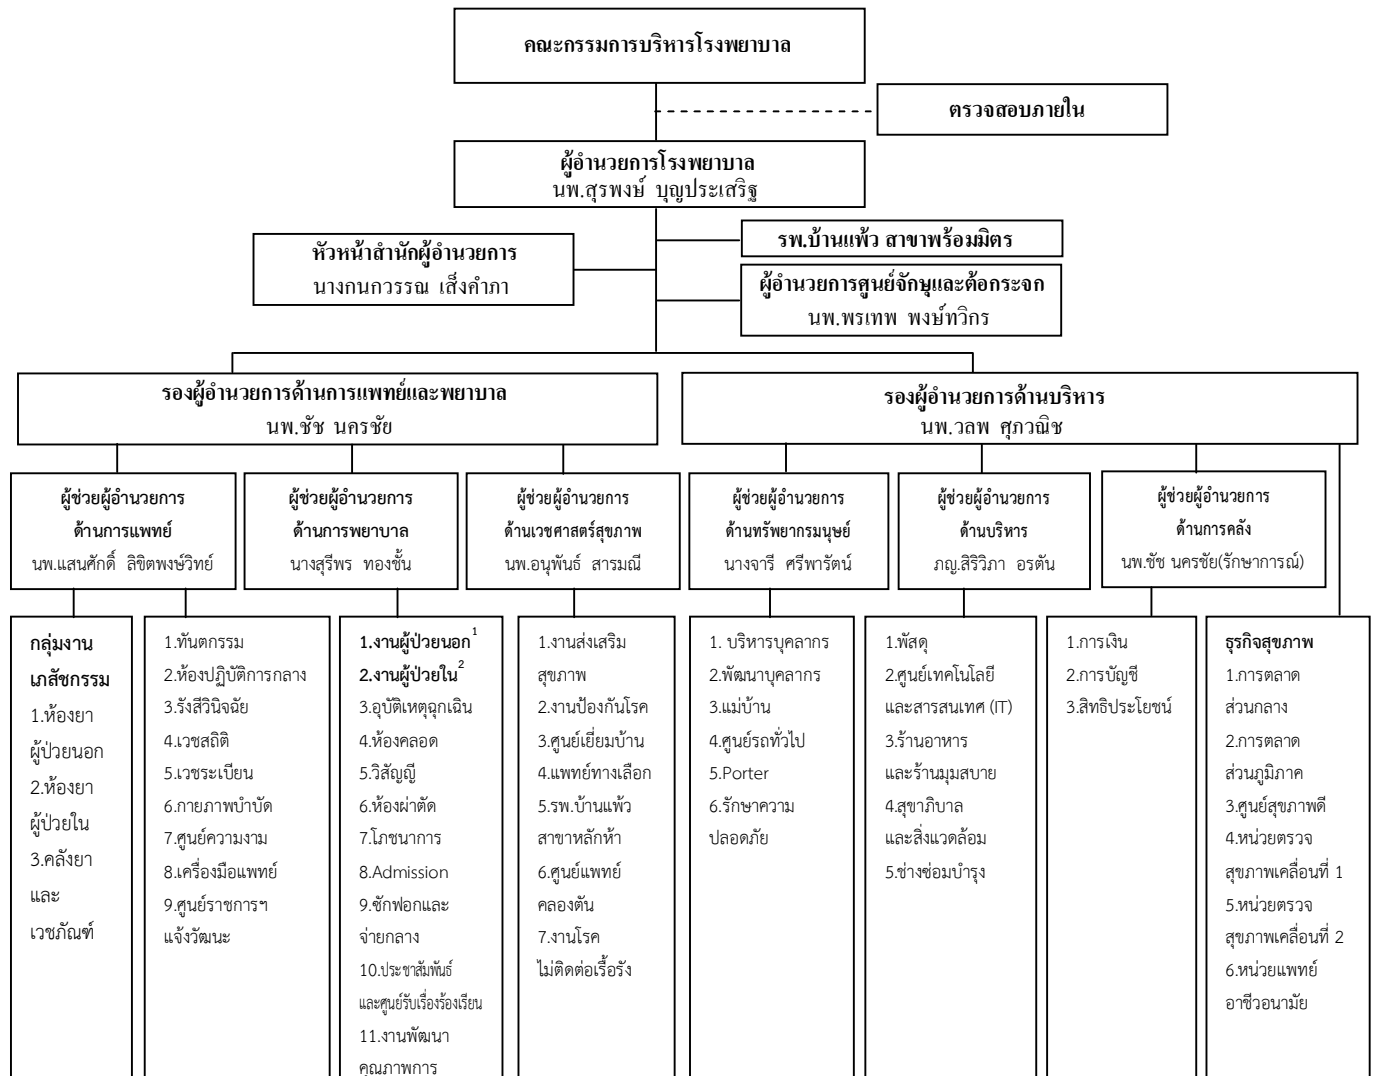 คณะกรรมการบริหารโรงพยาบาล
ตรวจสอบภายใน
ผู้อำนวยการโรงพยาบาล
นพ.สุรพงษ์ บุญประเสริฐ
รพ.บ้านแพ้ว สาขาพร้อมมิตร
หัวหน้าสำนักผู้อำนวยการ
นางกนกวรรณ เส็งคำภา
ผู้อำนวยการศูนย์จักษุและต้อกระจก
นพ.พรเทพ พงษ์ทวิกร
รองผู้อำนวยการด้านการแพทย์และพยาบาล
นพ.ชัช นครชัย
รองผู้อำนวยการด้านบริหาร
นพ.วลพ ศุภวณิช
ผู้ช่วยผู้อำนวยการ
ด้านการแพทย์
นพ.แสนศักดิ์ ลิขิตพงษ์วิทย์
ผู้ช่วยผู้อำนวยการ
ด้านการพยาบาล
นางสุรีพร ทองชั้น
ผู้ช่วยผู้อำนวยการ
ด้านเวชศาสตร์สุขภาพ
นพ.อนุพันธ์ สารมณี
ผู้ช่วยผู้อำนวยการ
ด้านทรัพยากรมนุษย์
นางจารี ศรีพารัตน์
ผู้ช่วยผู้อำนวยการ
ด้านบริหาร
ภญ.สิริวิภา อรตัน
ผู้ช่วยผู้อำนวยการ
ด้านการคลัง
นพ.ชัช นครชัย(รักษาการณ์)
กลุ่มงาน
เภสัชกรรม
1.ห้องยา
ผู้ป่วยนอก
2.ห้องยา
ผู้ป่วยใน
3.คลังยา
และ
เวชภัณฑ์
1.ทันตกรรม
2.ห้องปฏิบัติการกลาง
3.รังสีวินิจฉัย
4.เวชสถิติ
5.เวชระเบียน
6.กายภาพบำบัด
7.ศูนย์ความงาม
8.เครื่องมือแพทย์
9.ศูนย์ราชการฯ
แจ้งวัฒนะ
1.งานผู้ป่วยนอก¹
2.งานผู้ป่วยใน²
3.อุบัติเหตุฉุกเฉิน
4.ห้องคลอด
5.วิสัญญี
6.ห้องผ่าตัด
7.โภชนาการ
8.Admission
9.ซักฟอกและ
จ่ายกลาง
10.ประชาสัมพันธ์
และศูนย์รับเรื่องร้องเรียน
11.งานพัฒนา
คุณภาพการ
1.งานส่งเสริม
สุขภาพ
2.งานป้องกันโรค
3.ศูนย์เยี่ยมบ้าน
4.แพทย์ทางเลือก
5.รพ.บ้านแพ้ว
สาขาหลักห้า
6.ศูนย์แพทย์
คลองตัน
7.งานโรค
ไม่ติดต่อเรื้อรัง
1. บริหารบุคลากร
2.พัฒนาบุคลากร
3.แม่บ้าน
4.ศูนย์รถทั่วไป
5.Porter
6.รักษาความ
ปลอดภัย
1.พัสดุ
2.ศูนย์เทคโนโลยี
และสารสนเทศ (IT)
3.ร้านอาหาร
และร้านมุมสบาย
4.สุขาภิบาล
และสิ่งแวดล้อม
5.ช่างซ่อมบำรุง
1.การเงิน
2.การบัญชี
3.สิทธิประโยชน์
ธุรกิจสุขภาพ
1.การตลาด
ส่วนกลาง
2.การตลาด
ส่วนภูมิภาค
3.ศูนย์สุขภาพดี
4.หน่วยตรวจ
สุขภาพเคลื่อนที่ 1
5.หน่วยตรวจ
สุขภาพเคลื่อนที่ 2
6.หน่วยแพทย์
อาชีวอนามัย